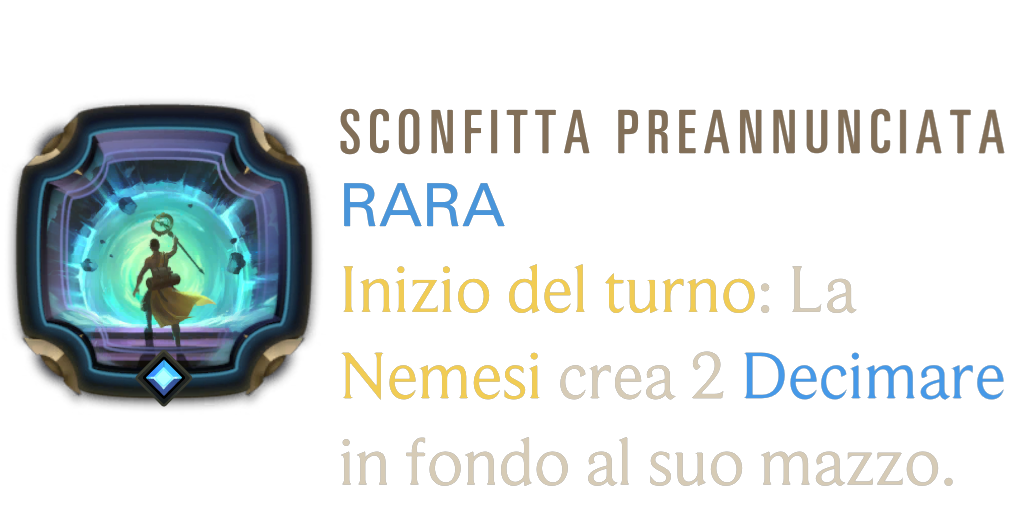 SCONFITTA PREANNUNCIATA
RARA
Inizio del turno: La
Nemesi crea 2 Decimare
in fondo al suo mazzo.